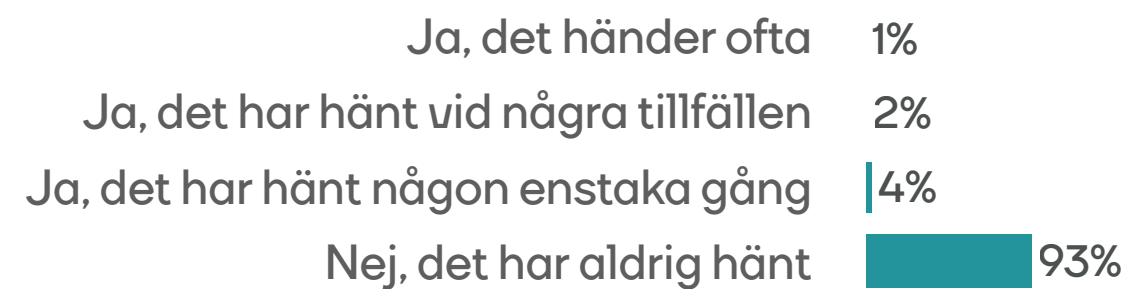 Ja, det händer ofta 1%
Ja, det har hänt vid några tillfällen 2%
Ja, det har hänt någon enstaka gång 4%
Nej, det har aldrig hänt 93%